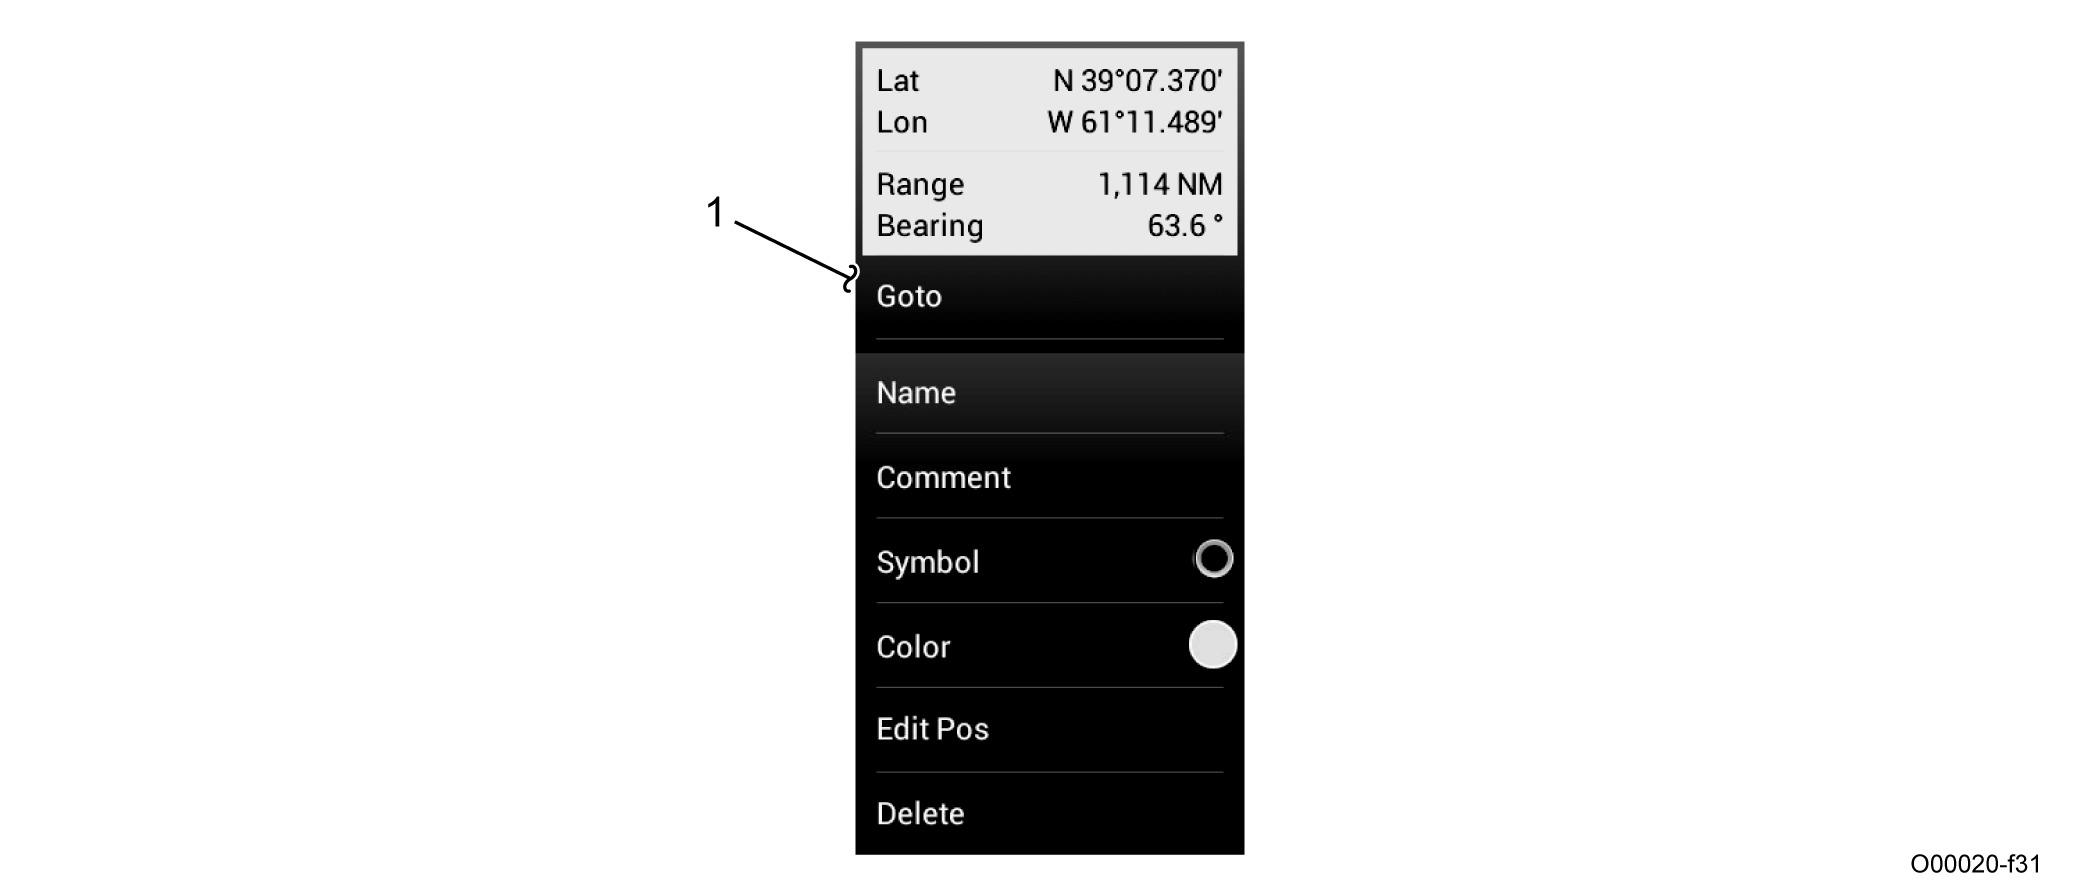 Lat N 39°07.370'
Lon W 61°11.489'
Range 1,114 NM
Bearing 63.6 °
1
Goto
Name
Comment
Symbol
Color
Edit Pos
Delete
O00020-f31